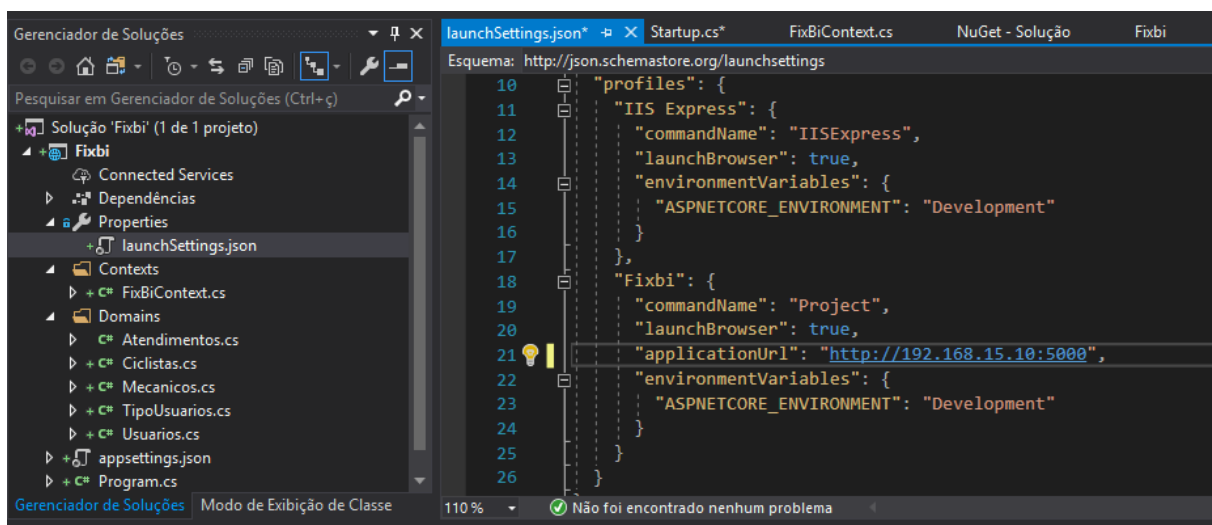 Gerenciador de Soluções
Pesquisar em Gerenciador de Soluções (Ctrl+ç)
Solução 'Fixbi' (1 de 1 projeto)
Fixbi
Connected Services
Dependências
Properties
launchSettings.json
Contexts
C# FixBiContext.cs
Domains
C# Atendimentos.cs
C# Ciclistas.cs
C# Mecanicos.cs
C# TipoUsuarios.cs
C# Usuarios.cs
appsettings.json
C# Program.cs
Gerenciador de Soluções Modo de Exibição de Classe
launchSettings.json* Startup.cs* FixBiContext.cs NuGet - Solução Fixbi
Esquema: http://json.schemastore.org/launchsettings
10 "profiles": {
11 "IIS Express": {
12 "commandName": "IISExpress",
13 "launchBrowser": true,
14 "environmentVariables": {
15 "ASPNETCORE_ENVIRONMENT": "Development"
16 }
17 },
18 "Fixbi": {
19 "commandName": "Project",
20 "launchBrowser": true,
21 "applicationUrl": "http://192.168.15.10:5000",
22 "environmentVariables": {
23 "ASPNETCORE_ENVIRONMENT": "Development"
24 }
25 }
26 }
110 % Não foi encontrado nenhum problema